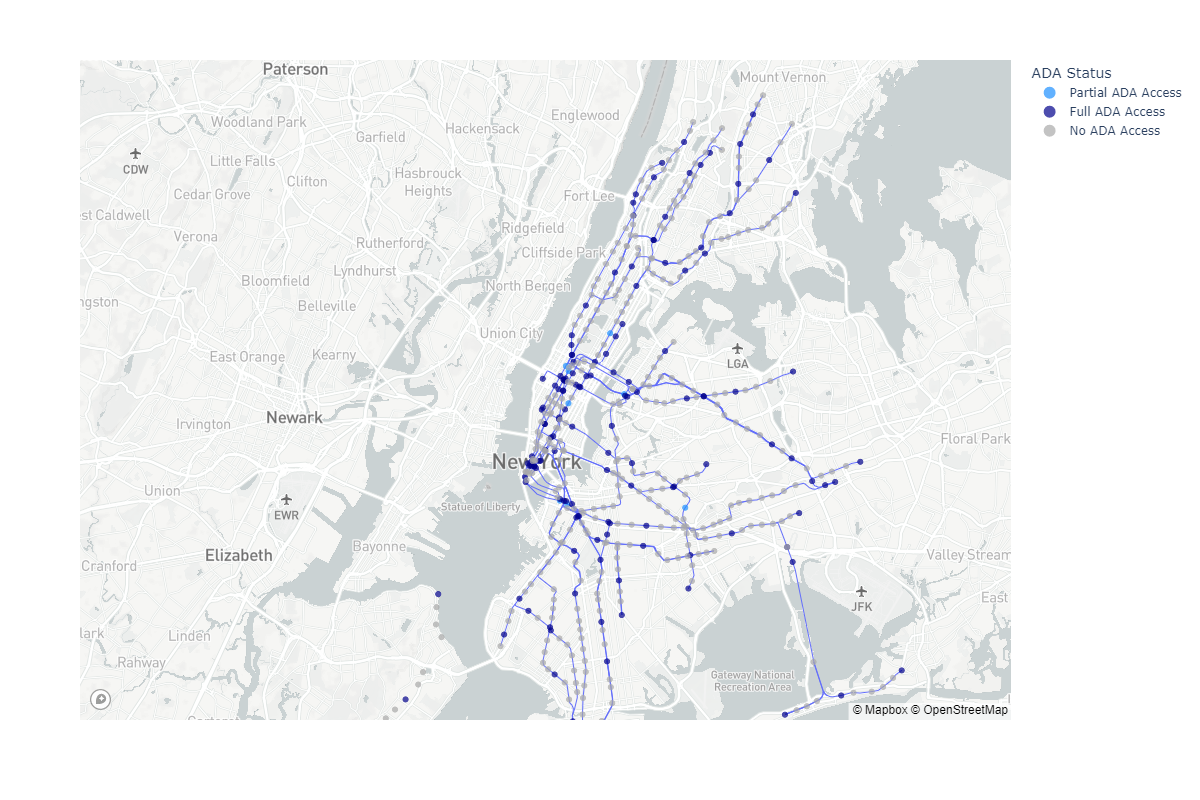 Paterson
Mount Vernon
ADA Status
Partial ADA Access
Full ADA Access
No ADA Access
Woodland Park
Englewood
Hackensack
Garfield
CDW
Little Falls
Hasbrouck
Heights
Clifton
Cedar Grove
Fort Lee
est Caldwell
Verona
Ridgefield
Rutherford
Cliffside Park
Lyndhurst
Bloomfield
North Bergen
ngston
Belleville
Union City
East Orange
Kearny
LGA
Newark
Irvington
Floral Park
New York
Union
EWR
Statue of Liberty
Elizabeth
Bayonne
Valley Stream
Cranford
JFK
East
lark
Linden
Rahway
Gateway National
Recreation Area
© Mapbox © OpenStreetMap